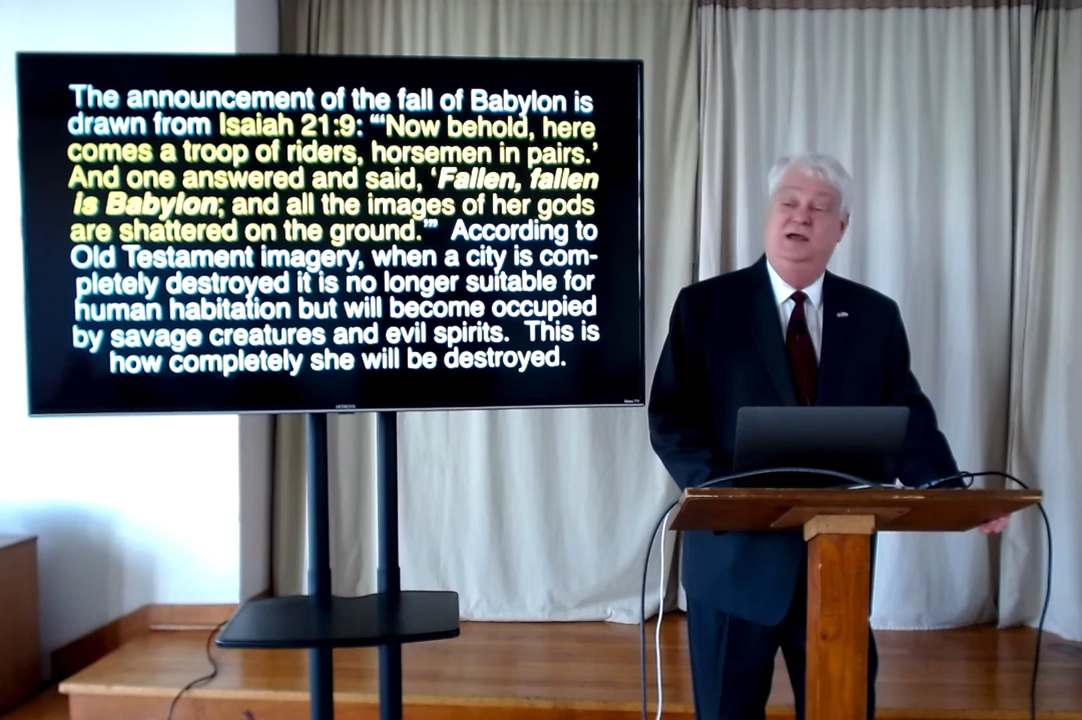 The announcement of the fall of Babylon is
drawn from Isaiah 21:9: “‘Now behold, here
comes a troop of riders, horsemen in pairs.’
And one answered and said, ‘Fallen, fallen
is Babylon; and all the images of her gods
are shattered on the ground.’” According to
Old Testament imagery, when a city is com-
pletely destroyed it is no longer suitable for
human habitation but will become occupied
by savage creatures and evil spirits. This is
how completely she will be destroyed.
HITACHI